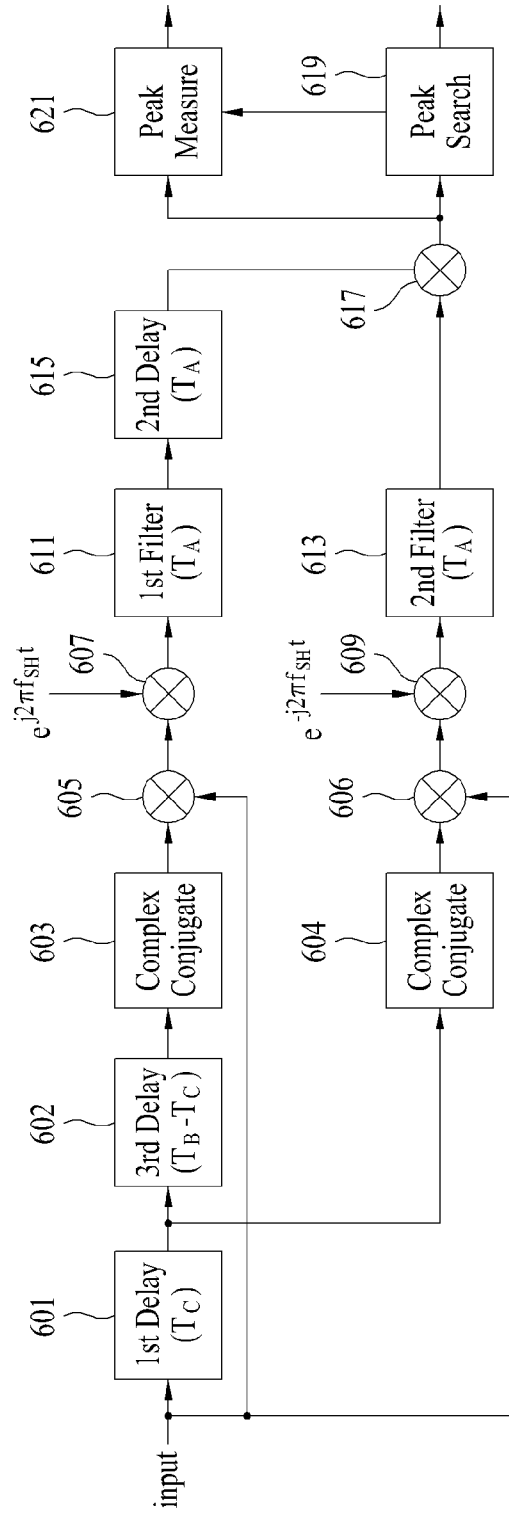 input
601
1st Delay
(T_C)
602
3rd Delay
(T_B - T_C)
603
Complex
Conjugate
605
607
e^{j2πf_{SH}t}
611
1st Filter
(T_A)
615
2nd Delay
(T_A)
621
Peak
Measure
604
Complex
Conjugate
606
609
e^{-j2πf_{SH}t}
613
2nd Filter
(T_A)
617
619
Peak
Search